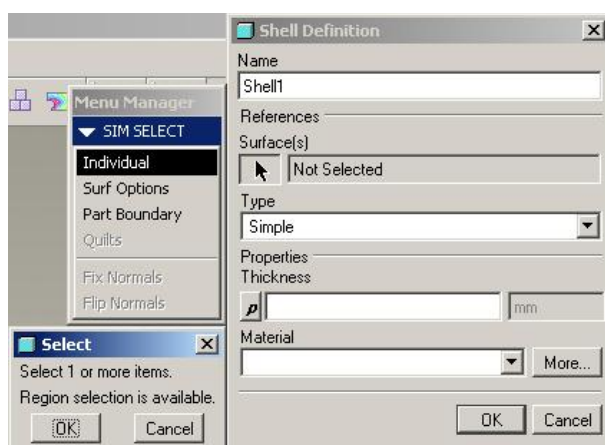 Menu Manager
SIM SELECT
Individual
Surf Options
Part Boundary
Quilts
Fix Normals
Flip Normals
Select
Select 1 or more items.
Region selection is available.
OK Cancel
Shell Definition
Name
Shell1
References
Surface(s)
Not Selected
Type
Simple
Properties
Thickness
p mm
Material
More...
OK Cancel